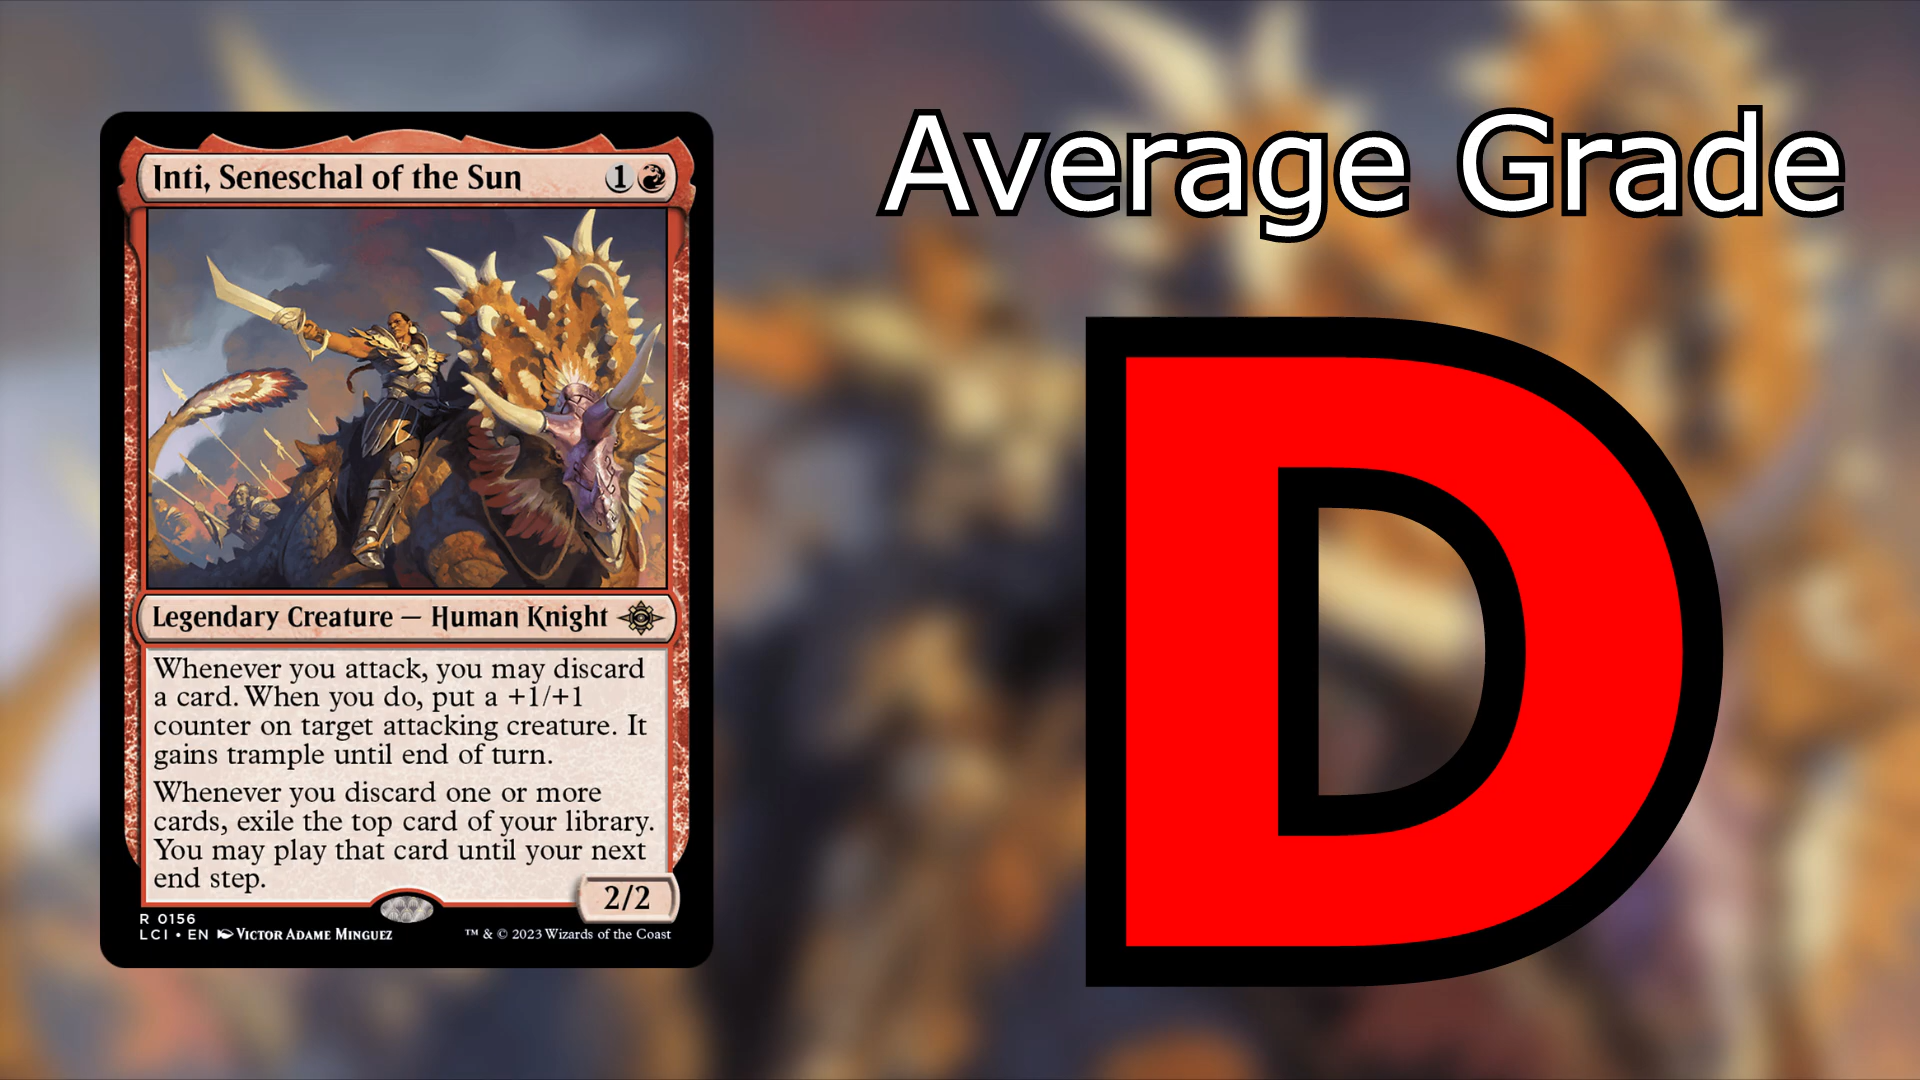 Average Grade
Inti, Seneschal of the Sun 1
Legendary Creature — Human Knight
Whenever you attack, you may discard
a card. When you do, put a +1/+1
counter on target attacking creature. It
gains trample until end of turn.
Whenever you discard one or more
cards, exile the top card of your library.
You may play that card until your next
end step.
2/2
R 0156
LCI • EN Victor Adame Minguez
™ & © 2023 Wizards of the Coast
D